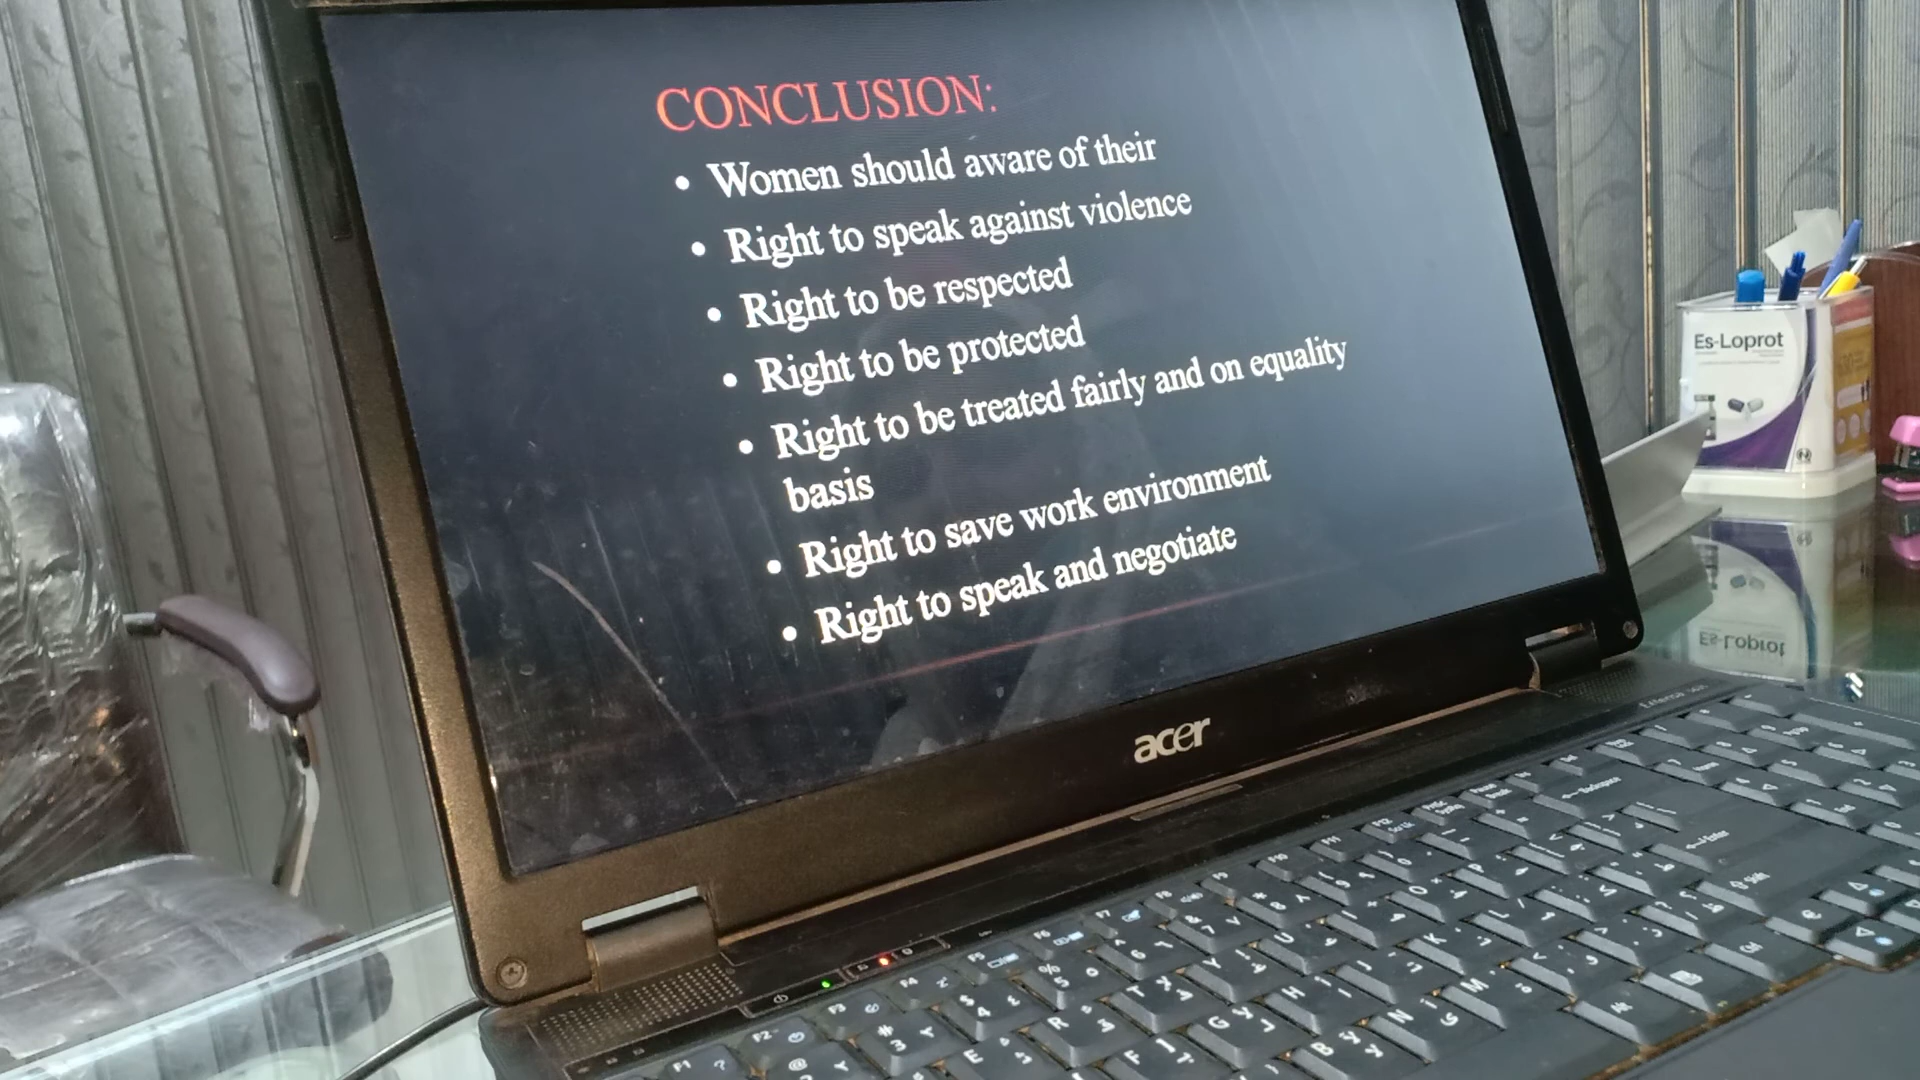 CONCLUSION:
• Women should aware of their
• Right to speak against violence
• Right to be respected
• Right to be protected
• Right to be treated fairly and on equality
basis
• Right to save work environment
• Right to speak and negotiate
acer
Es-Loprot